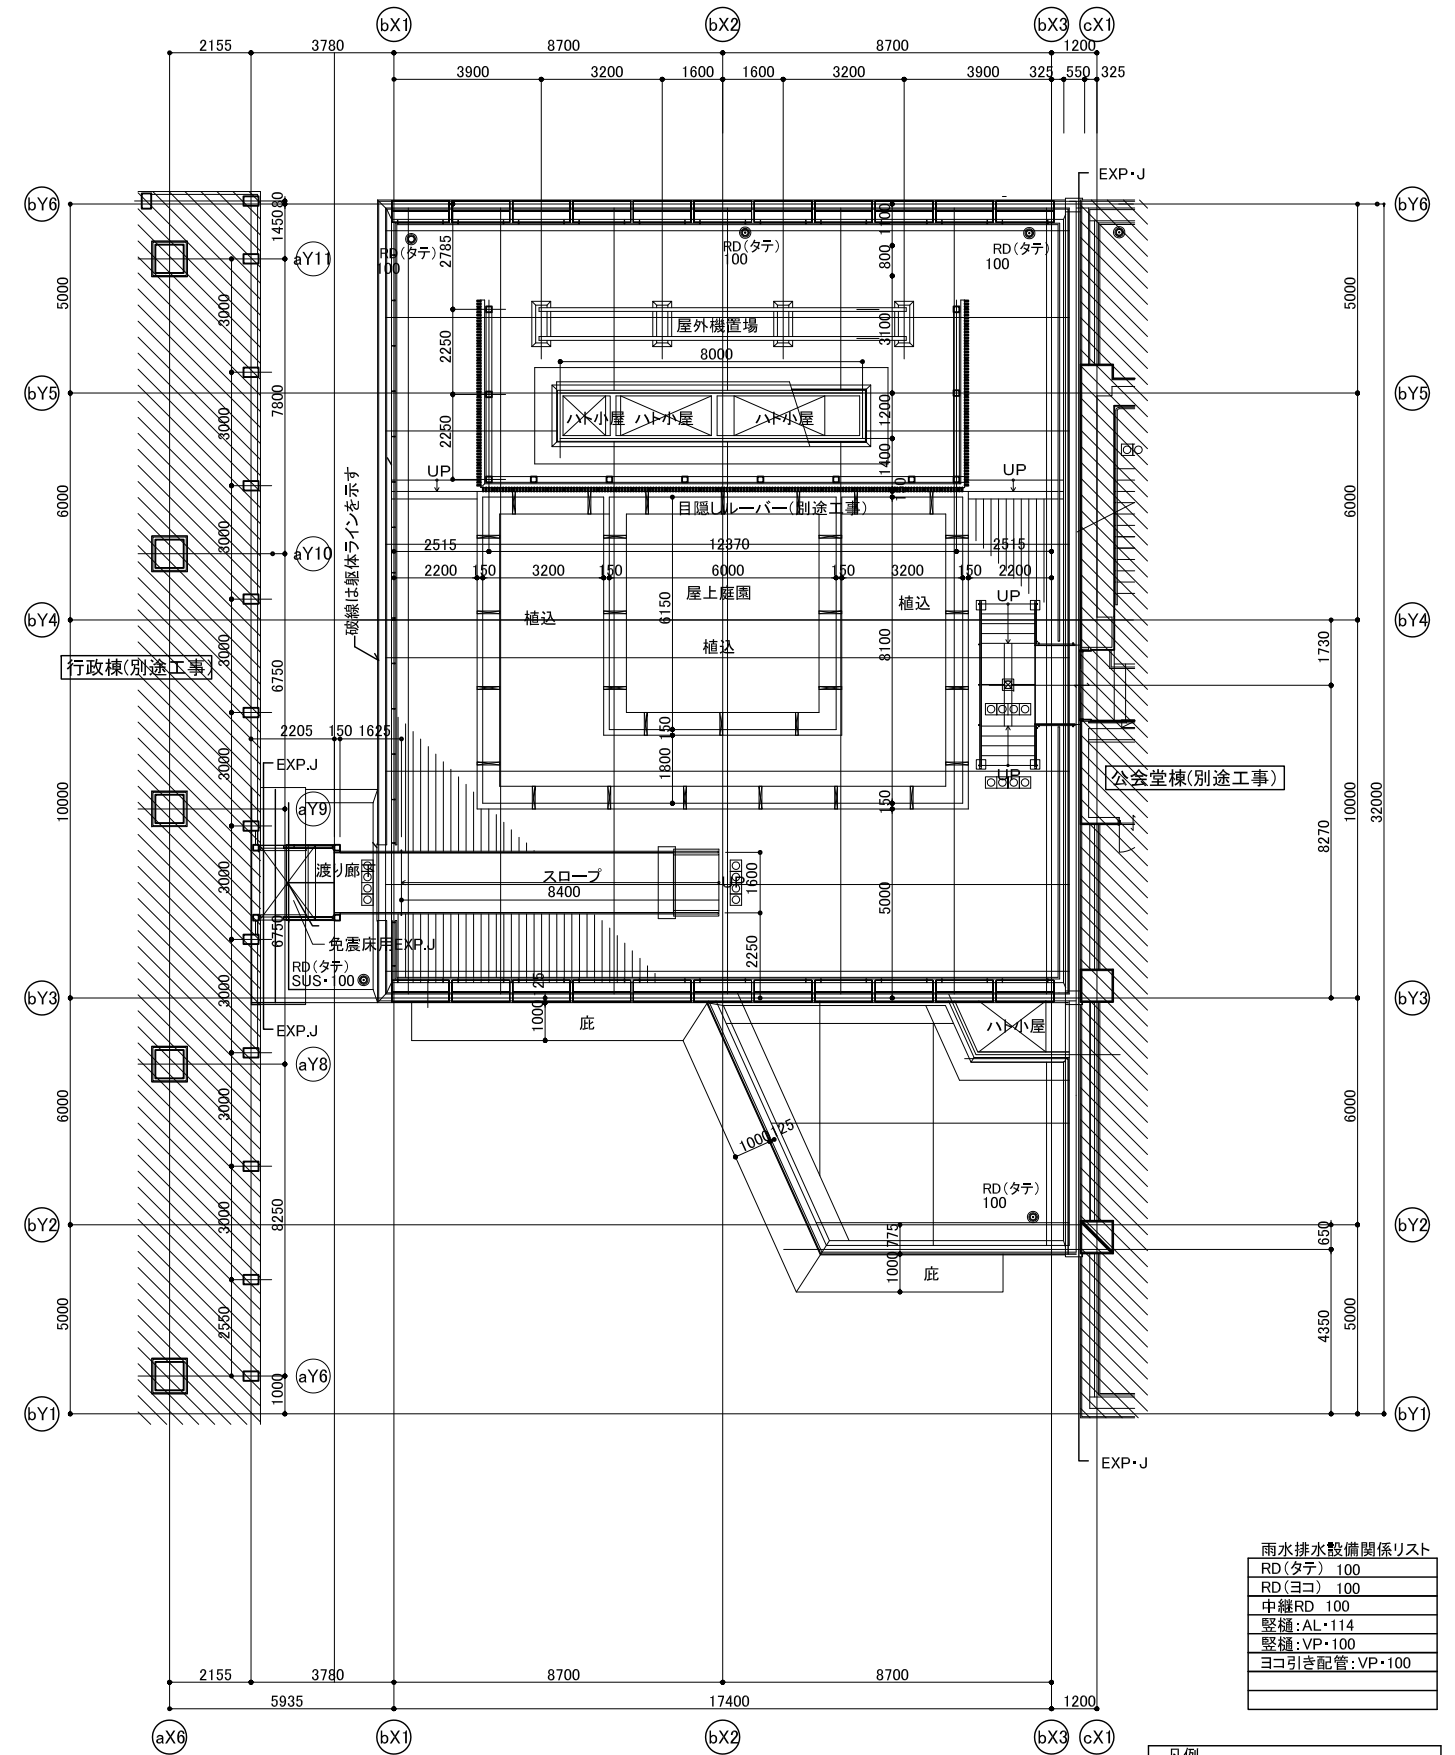 bX1
bX2
bX3
cX1
2155
3780
8700
8700
1200
3900
3200
1600
1600
3200
3900
325
550
325
EXP・J
bY6
bY6
145080
1100
RD(タテ)
100
2785
RD(タテ)
100
RD(タテ)
100
800
aY11
5000
3000
屋外機置場
3100
5000
2250
8000
7800
bY5
bY5
3000
ハト小屋
ハト小屋
ハト小屋
1200
2250
1400
UP
UP
150
破線は躯体ラインを示す
目隠しルーバー(別途工事)
6000
6000
3000
aY10
2515
12370
2515
2200
150
3200
150
6000
150
3200
150
2200
屋上庭園
植込
植込
UP
6150
bY4
bY4
植込
8100
1730
3000
行政棟(別途工事)
6750
2205
150
1625
150
1800
3000
EXP.J
UP
公会堂棟(別途工事)
aY9
150
10000
8270
10000
32000
渡り廊下
スロープ
UP
1600
8400
3000
5000
6750
免震床用EXP.J
2250
RD(タテ)
SUS・100
3000
125
bY3
bY3
1000
庇
EXP.J
ハト小屋
aY8
6000
3000
6000
1000
125
RD(タテ)
100
bY2
bY2
3000
8250
775
650
1000
庇
5000
2550
4350
5000
aY6
1000
bY1
bY1
EXP・J
雨水排水設備関係リスト
RD(タテ) 100
RD(ヨコ) 100
中継RD 100
竪樋:AL・114
竪樋:VP・100
ヨコ引き配管:VP・100
2155
3780
8700
8700
5935
17400
1200
aX6
bX1
bX2
bX3
cX1
凡例